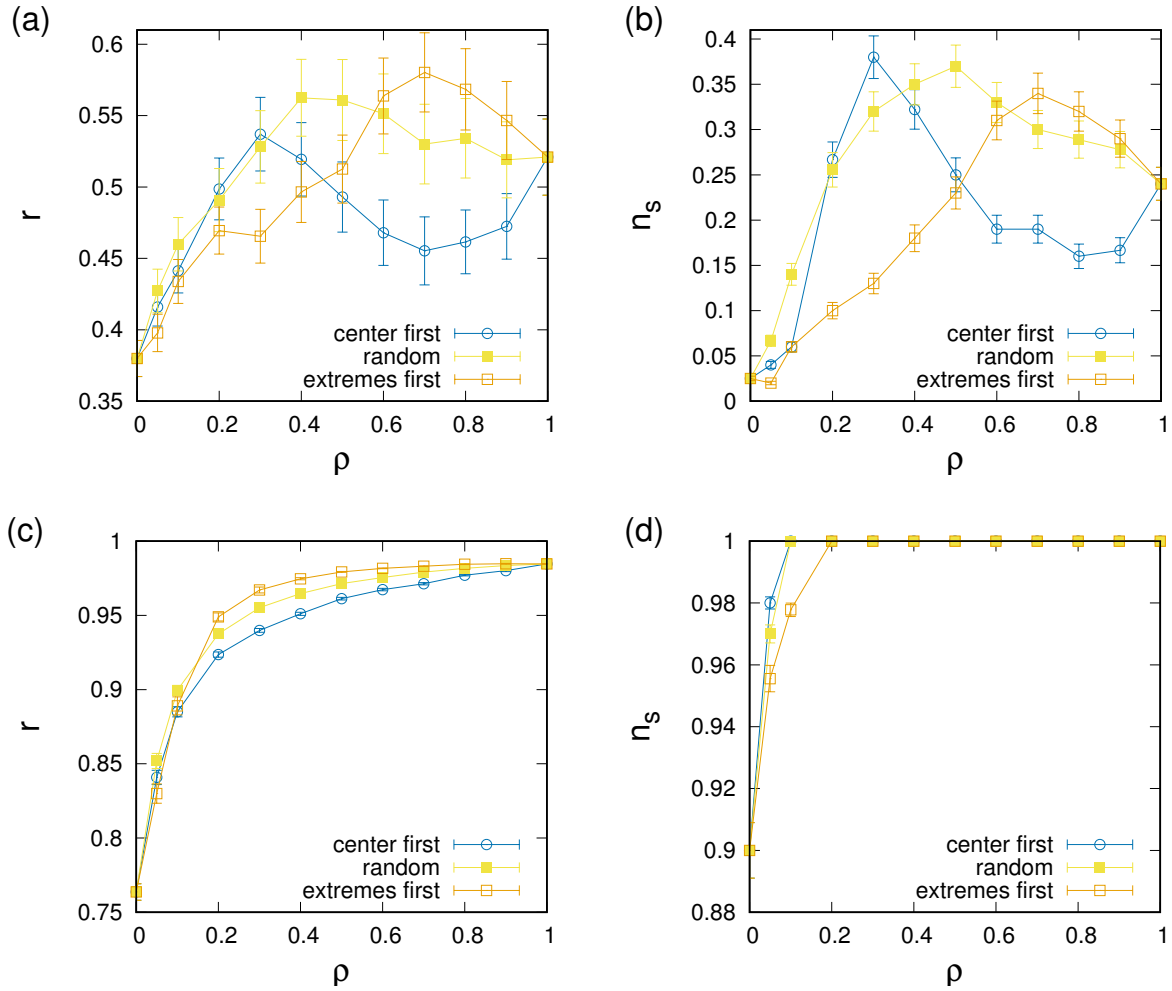 (a)
0.6
0.55
0.5
0.45
0.4
0.35
r
center first
random
extremes first
0 0.2 0.4 0.6 0.8 1
ρ
(b)
0.4
0.35
0.3
0.25
0.2
0.15
0.1
0.05
0
n_s
center first
random
extremes first
0 0.2 0.4 0.6 0.8 1
ρ
(c)
1
0.95
0.9
0.85
0.8
0.75
r
center first
random
extremes first
0 0.2 0.4 0.6 0.8 1
ρ
(d)
1
0.98
0.96
0.94
0.92
0.9
0.88
n_s
center first
random
extremes first
0 0.2 0.4 0.6 0.8 1
ρ